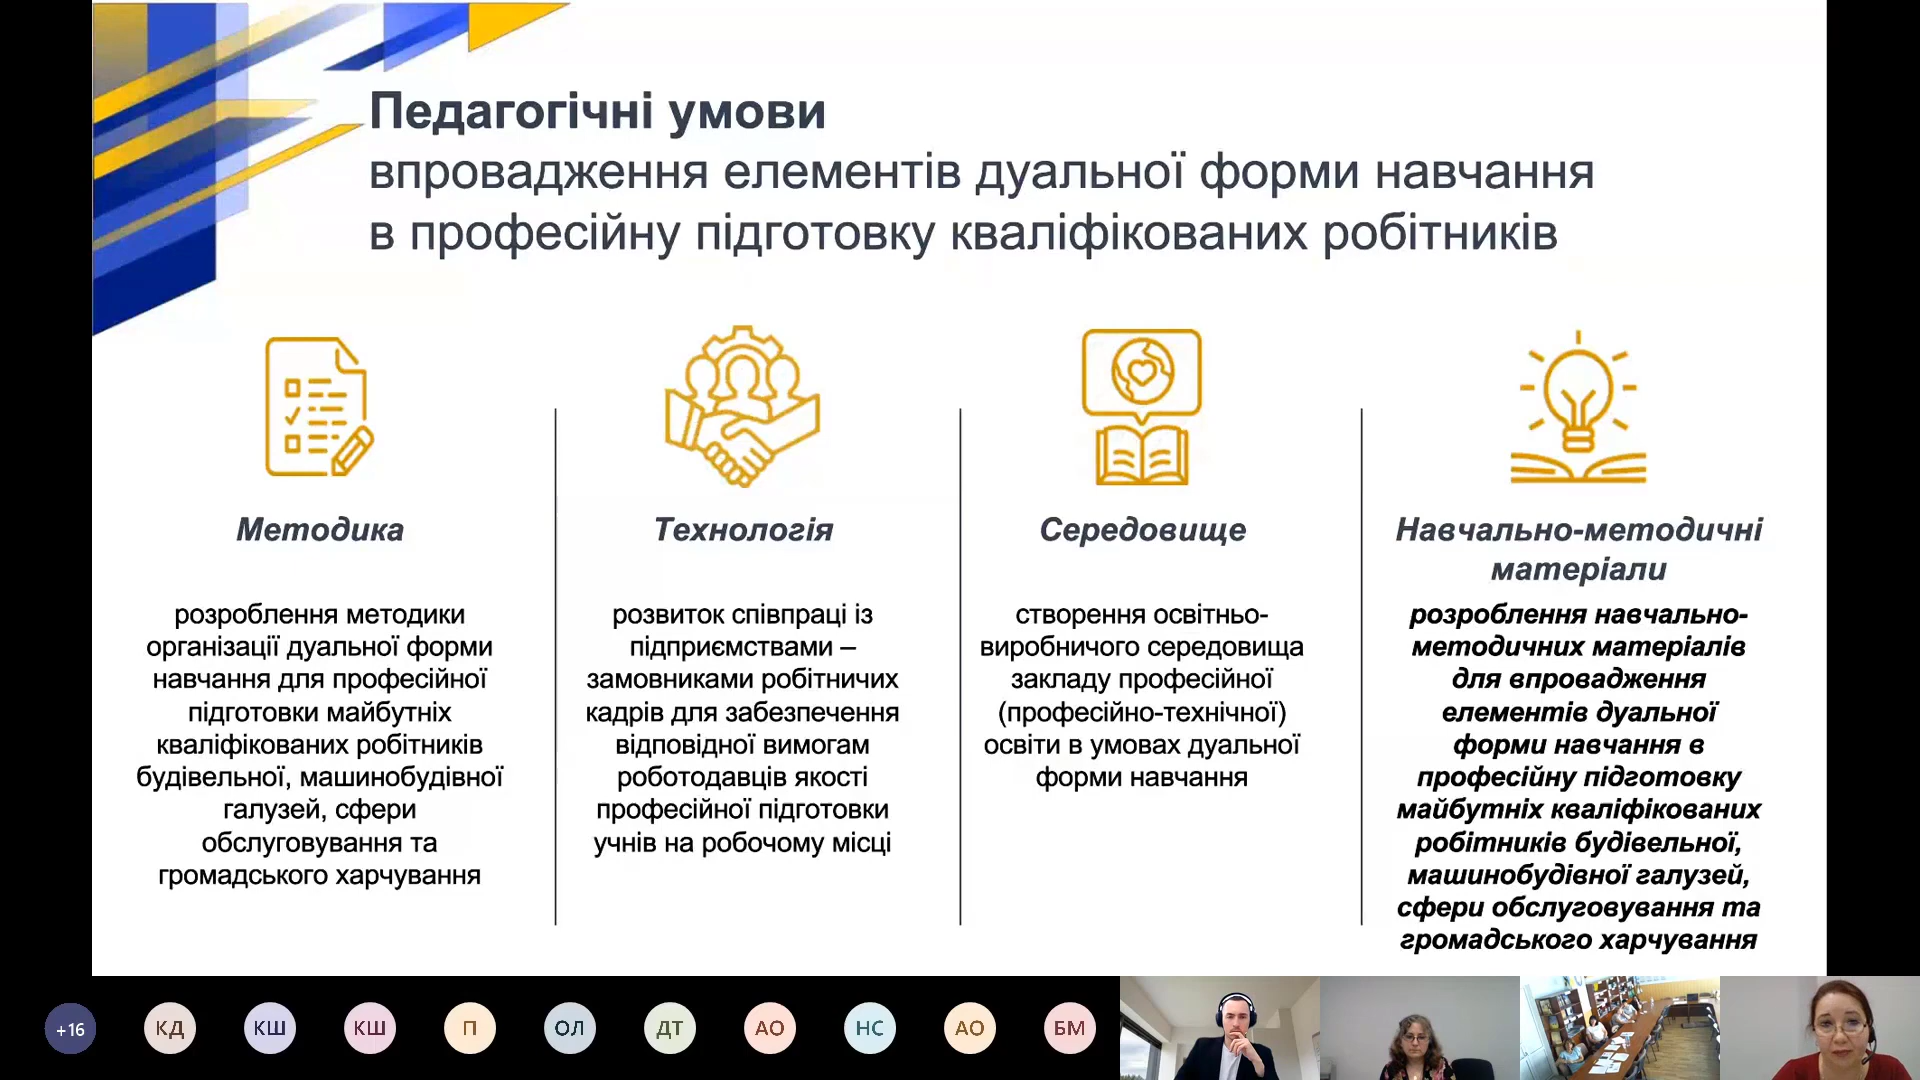 Педагогічні умови
впровадження елементів дуальної форми навчання
в професійну підготовку кваліфікованих робітників
Методика
розроблення методики
організації дуальної форми
навчання для професійної
підготовки майбутніх
кваліфікованих робітників
будівельної, машинобудівної
галузей, сфери
обслуговування та
громадського харчування
Технологія
розвиток співпраці із
підприємствами –
замовниками робітничих
кадрів для забезпечення
відповідної вимогам
роботодавців якості
професійної підготовки
учнів на робочому місці
Середовище
створення освітньо-
виробничого середовища
закладу професійної
(професійно-технічної)
освіти в умовах дуальної
форми навчання
Навчально-методичні
матеріали
розроблення навчально-
методичних матеріалів
для впровадження
елементів дуальної
форми навчання в
професійну підготовку
майбутніх кваліфікованих
робітників будівельної,
машинобудівної галузей,
сфери обслуговування та
громадського харчування
+16
КД
КШ
КШ
П
ОЛ
ДТ
АО
НС
АО
БМ